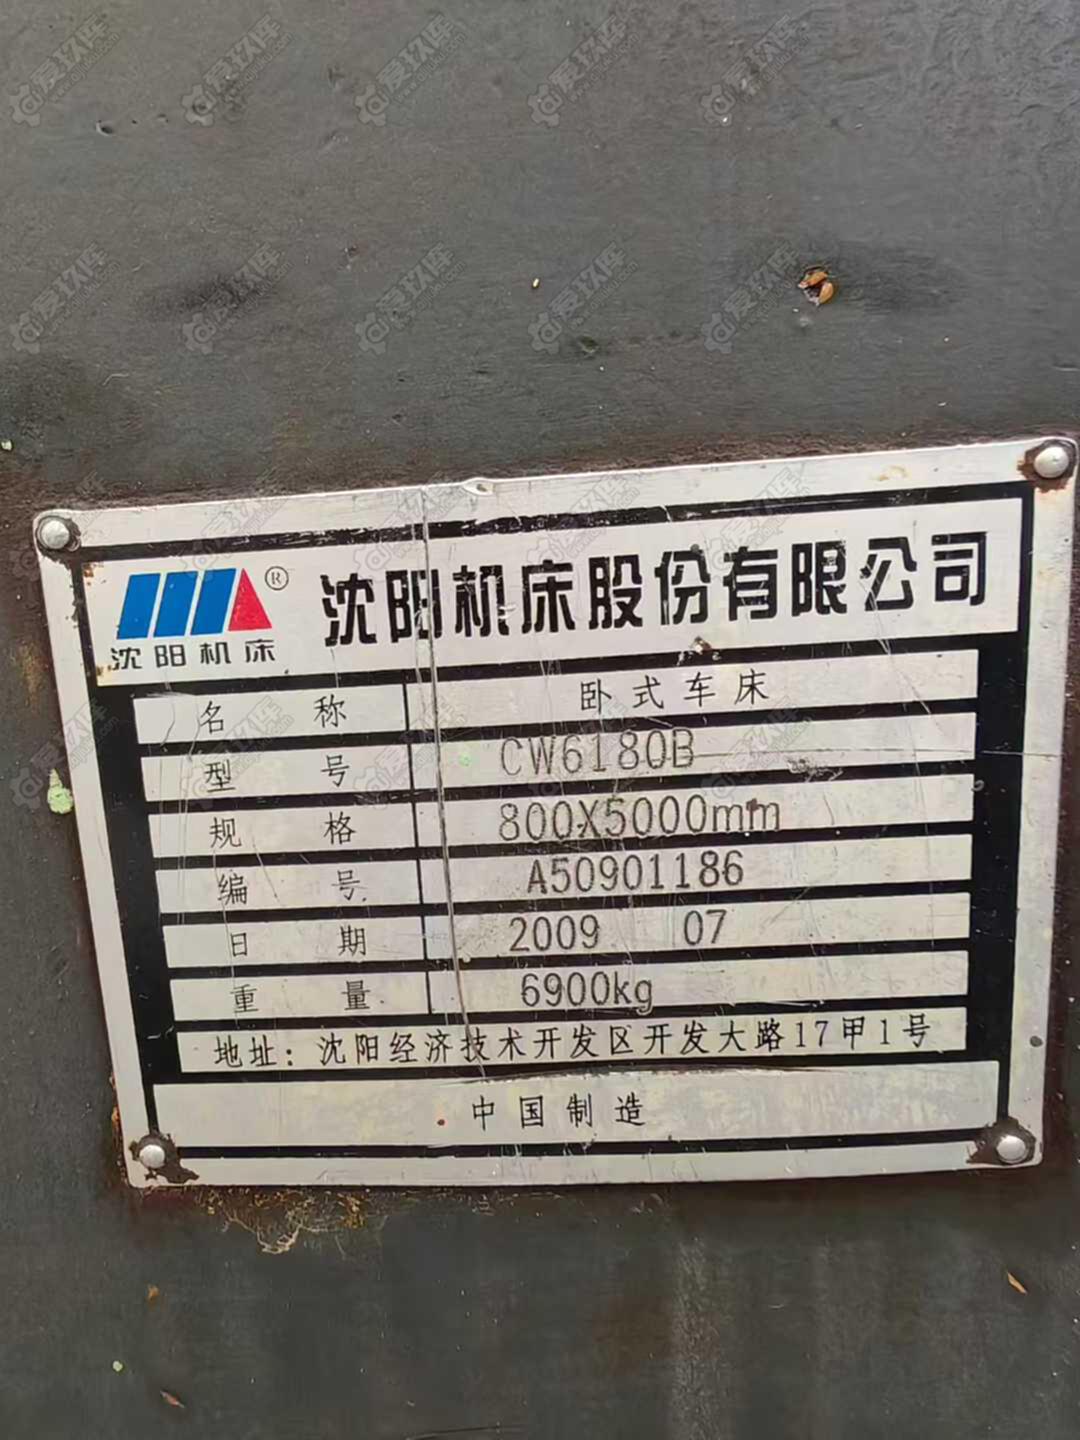 沈阳机床®
沈阳机床股份有限公司
名称 卧式车床
型号 CW6180B
规格 800X5000mm
编号 A50901186
日期 2009 07
重量 6900kg
地址：沈阳经济技术开发区开发大路17甲1号
中国制造